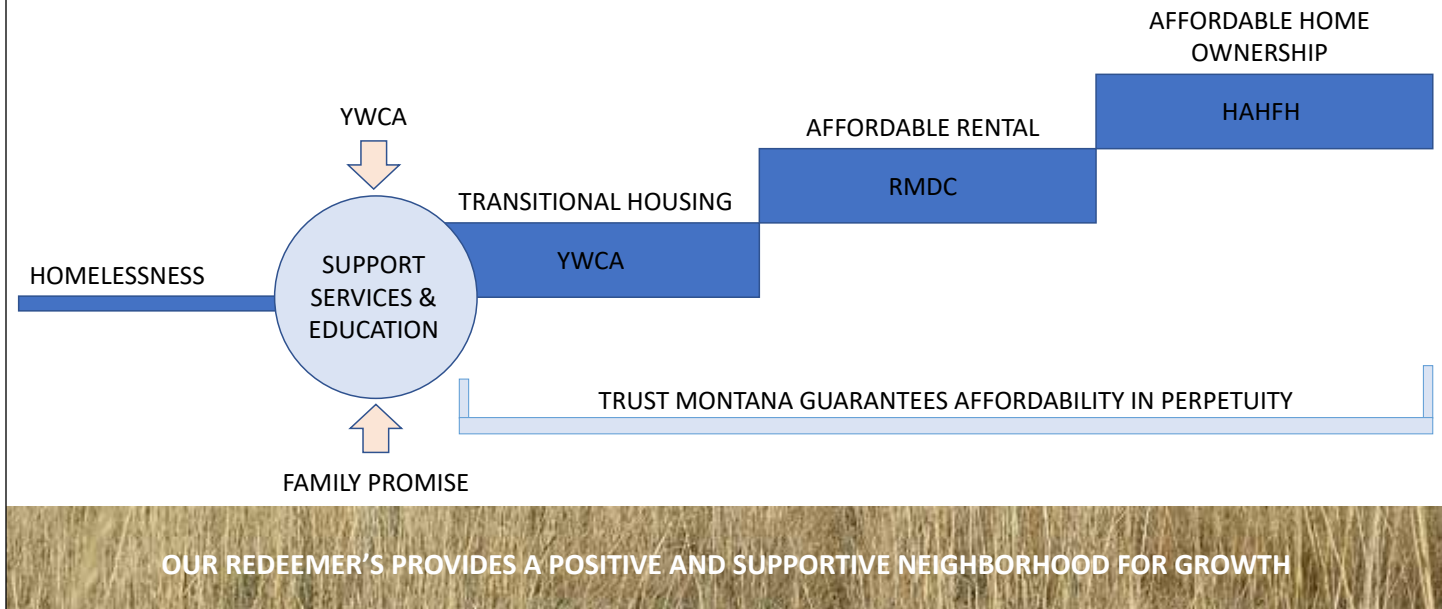 AFFORDABLE HOME
OWNERSHIP
HAHFH
YWCA
AFFORDABLE RENTAL
RMDC
TRANSITIONAL HOUSING
YWCA
HOMELESSNESS
SUPPORT
SERVICES &
EDUCATION
TRUST MONTANA GUARANTEES AFFORDABILITY IN PERPETUITY
FAMILY PROMISE
OUR REDEEMER’S PROVIDES A POSITIVE AND SUPPORTIVE NEIGHBORHOOD FOR GROWTH